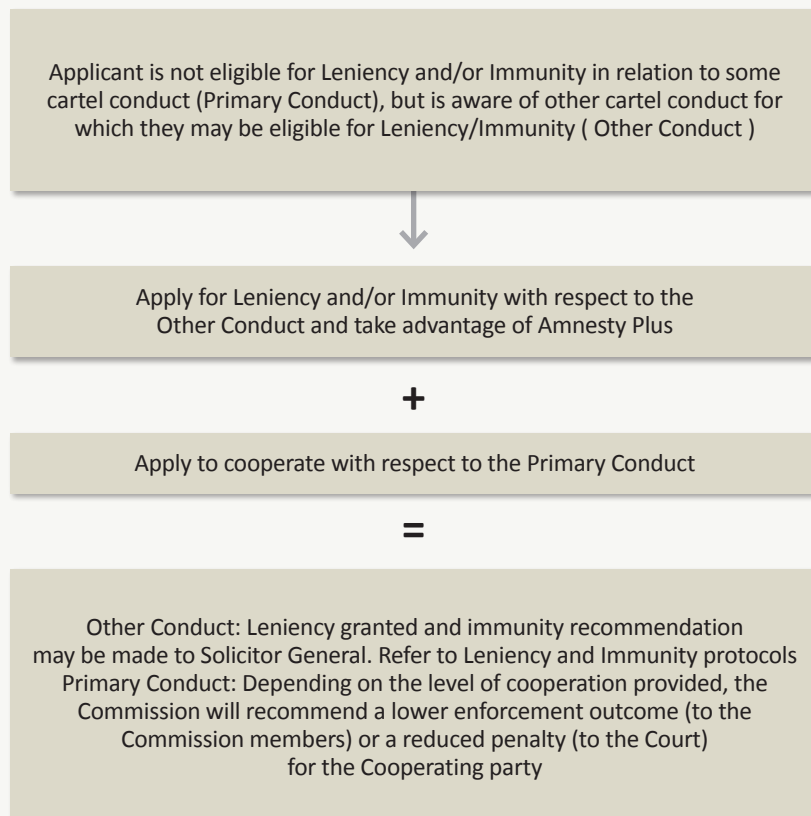 Applicant is not eligible for Leniency and/or Immunity in relation to some
cartel conduct (Primary Conduct), but is aware of other cartel conduct for
which they may be eligible for Leniency/Immunity ( Other Conduct )
Apply for Leniency and/or Immunity with respect to the
Other Conduct and take advantage of Amnesty Plus
+
Apply to cooperate with respect to the Primary Conduct
=
Other Conduct: Leniency granted and immunity recommendation
may be made to Solicitor General. Refer to Leniency and Immunity protocols
Primary Conduct: Depending on the level of cooperation provided, the
Commission will recommend a lower enforcement outcome (to the
Commission members) or a reduced penalty (to the Court)
for the Cooperating party